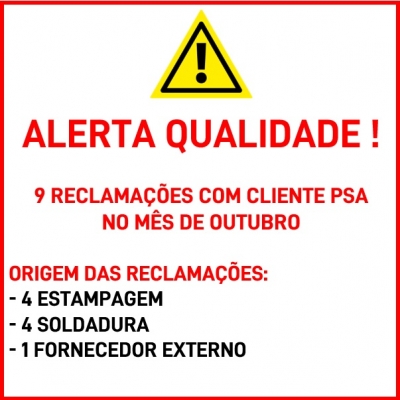 ALERTA QUALIDADE !
9 RECLAMAÇÕES COM CLIENTE PSA
NO MÊS DE OUTUBRO
ORIGEM DAS RECLAMAÇÕES:
- 4 ESTAMPAGEM
- 4 SOLDADURA
- 1 FORNECEDOR EXTERNO